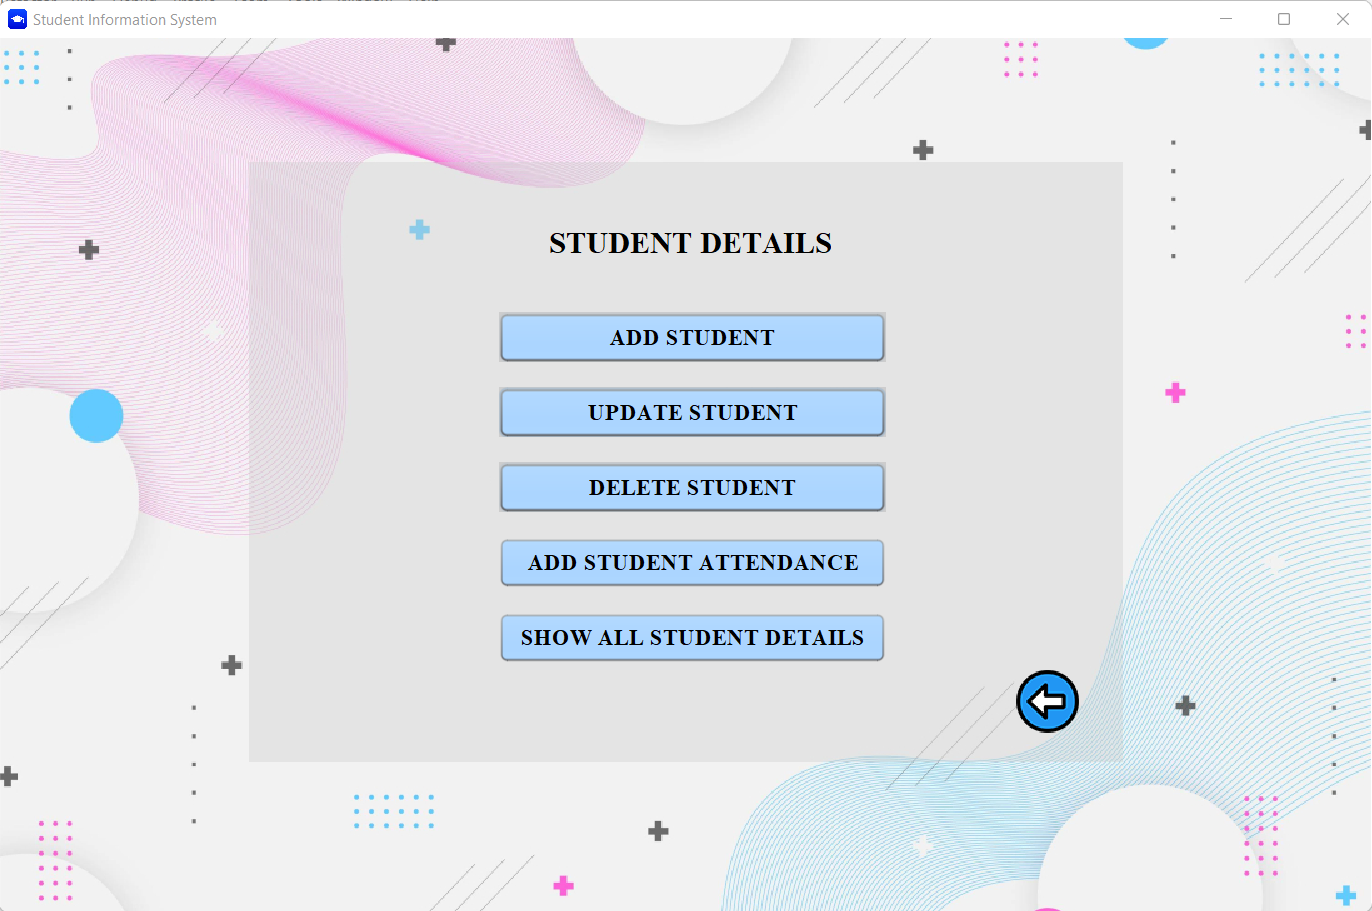 Student Information System
STUDENT DETAILS
ADD STUDENT
UPDATE STUDENT
DELETE STUDENT
ADD STUDENT ATTENDANCE
SHOW ALL STUDENT DETAILS